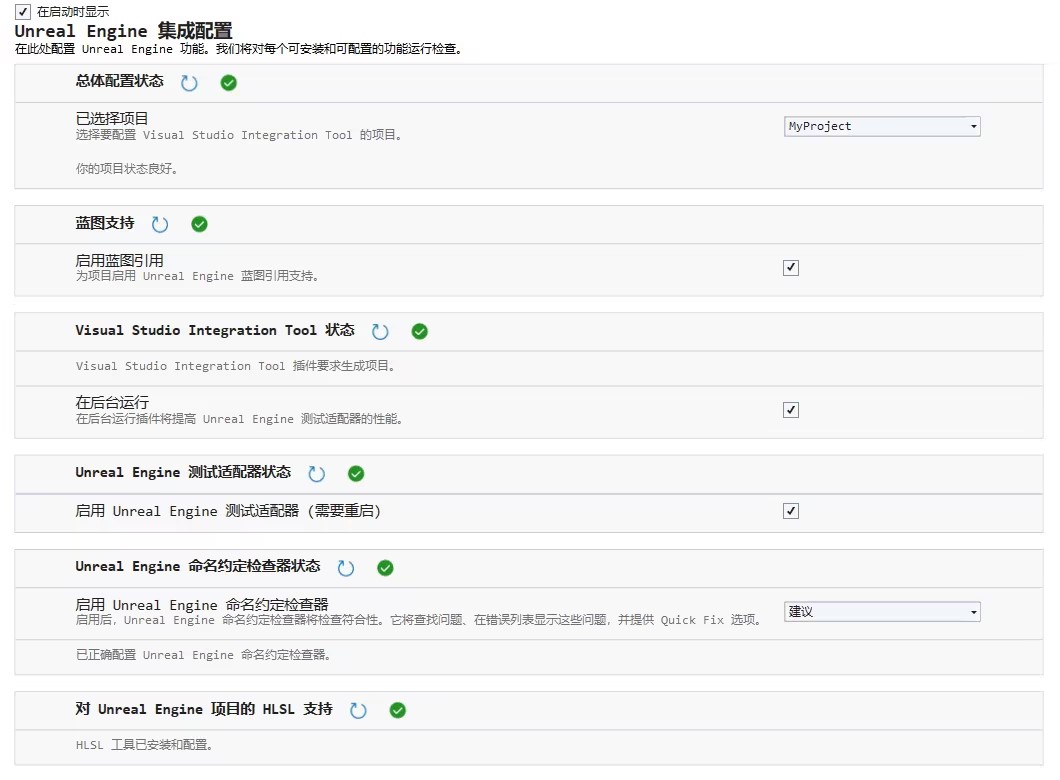 在启动时显示
Unreal Engine 集成配置
在此处配置 Unreal Engine 功能。我们将对每个可安装和可配置的功能运行检查。
总体配置状态
已选择项目
选择要配置 Visual Studio Integration Tool 的项目。
MyProject
你的项目状态良好。
蓝图支持
启用蓝图引用
为项目启用 Unreal Engine 蓝图引用支持。
Visual Studio Integration Tool 状态
Visual Studio Integration Tool 插件要求生成项目。
在后台运行
在后台运行插件将提高 Unreal Engine 测试适配器的性能。
Unreal Engine 测试适配器状态
启用 Unreal Engine 测试适配器 (需要重启)
Unreal Engine 命名约定检查器状态
启用 Unreal Engine 命名约定检查器
启用后，Unreal Engine 命名约定检查器将检查符合性。它将查找问题、在错误列表显示这些问题，并提供 Quick Fix 选项。
建议
已正确配置 Unreal Engine 命名约定检查器。
对 Unreal Engine 项目的 HLSL 支持
HLSL 工具已安装和配置。